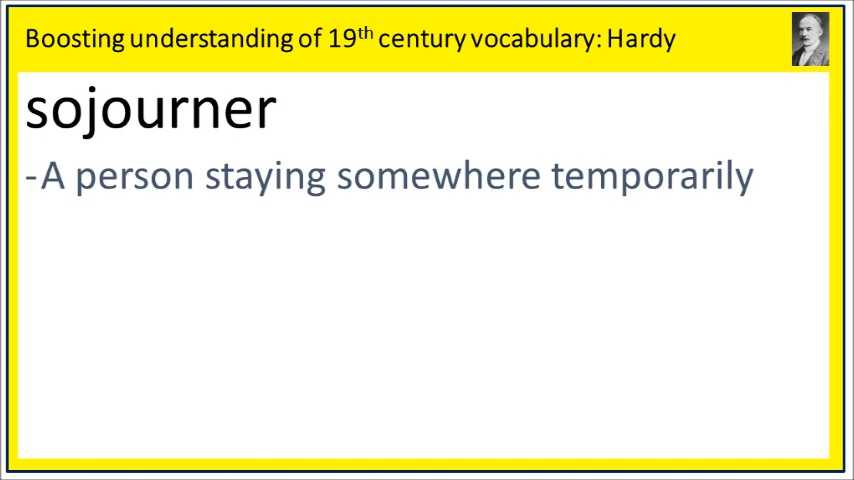 Boosting understanding of 19th century vocabulary: Hardy
sojourner
-A person staying somewhere temporarily